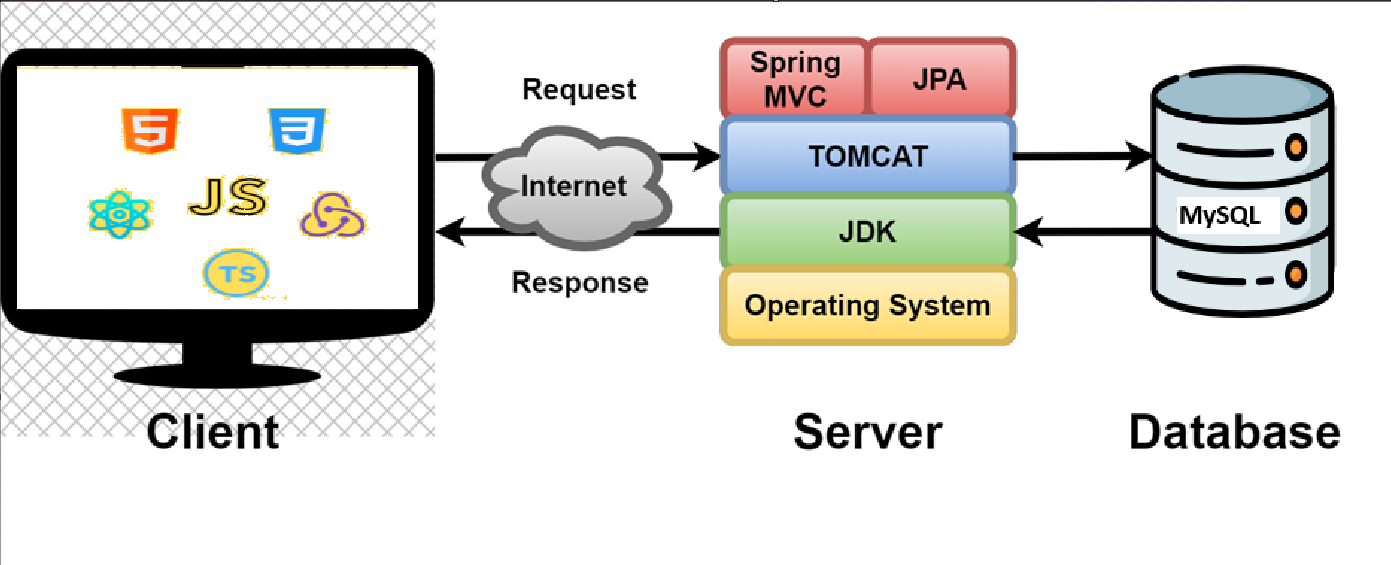 Request
Spring
MVC
JPA
JS
TS
Internet
TOMCAT
JDK
MySQL
Response
Operating System
Client
Server
Database